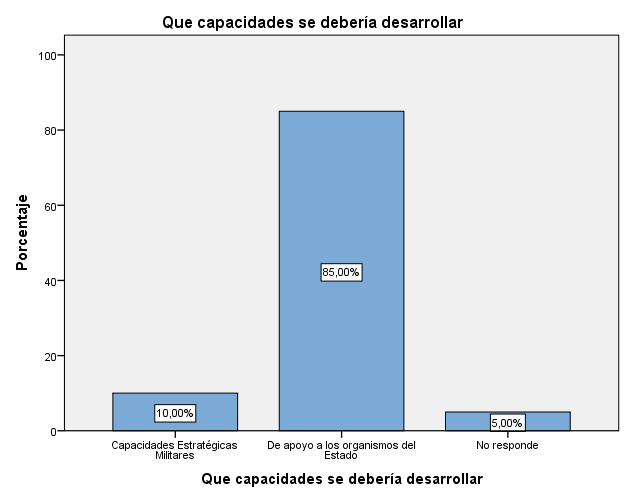 Que capacidades se debería desarrollar
100
80
60
40
20
0
Porcentaje
10,00%
85,00%
5,00%
Capacidades Estratégicas
Militares
De apoyo a los organismos del
Estado
No responde
Que capacidades se debería desarrollar